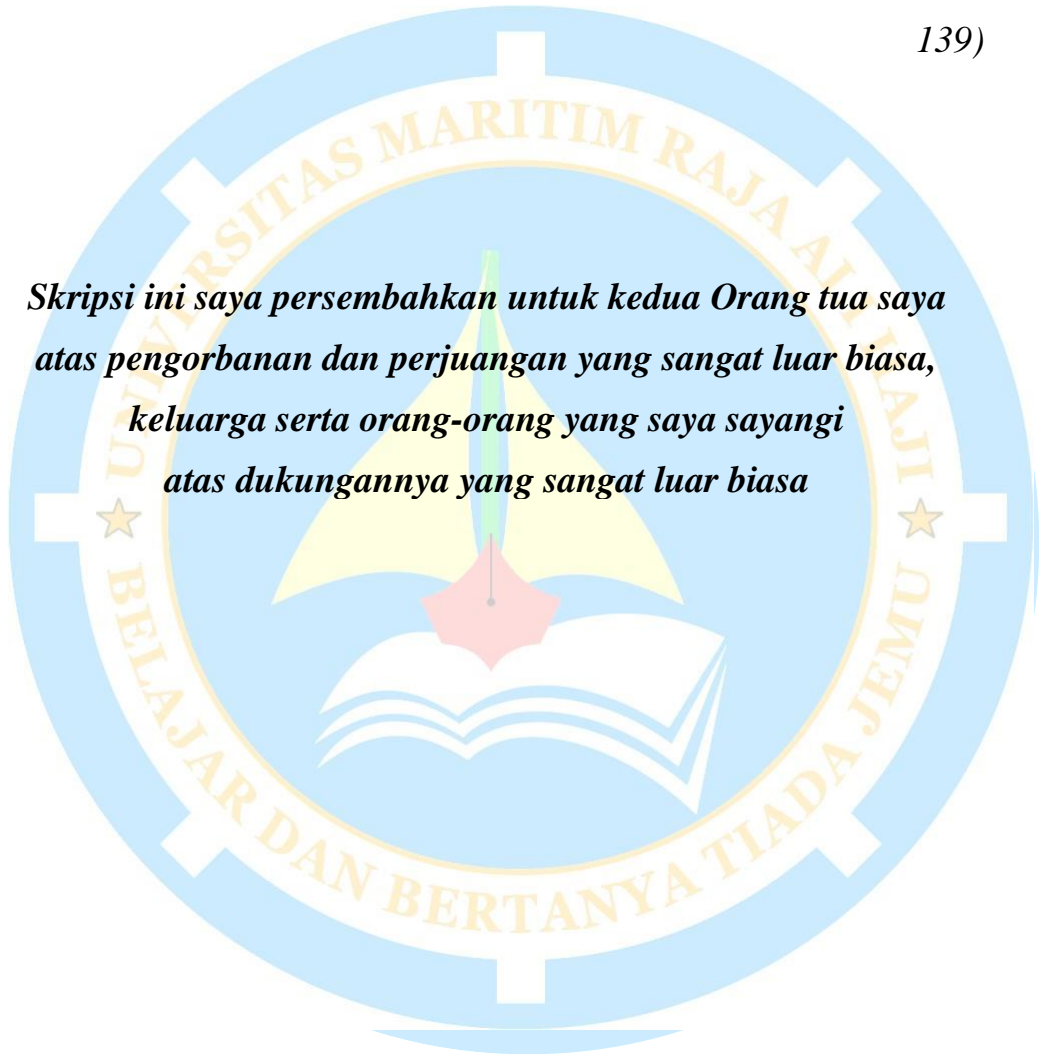 139)
UNIVERSITAS MARITIM RAJA ALI HAJI
Skripsi ini saya persembahkan untuk kedua Orang tua saya
atas pengorbanan dan perjuangan yang sangat luar biasa,
keluarga serta orang-orang yang saya sayangi
atas dukungannya yang sangat luar biasa
BELAJAR DAN BERTANYA TIADA JEMU